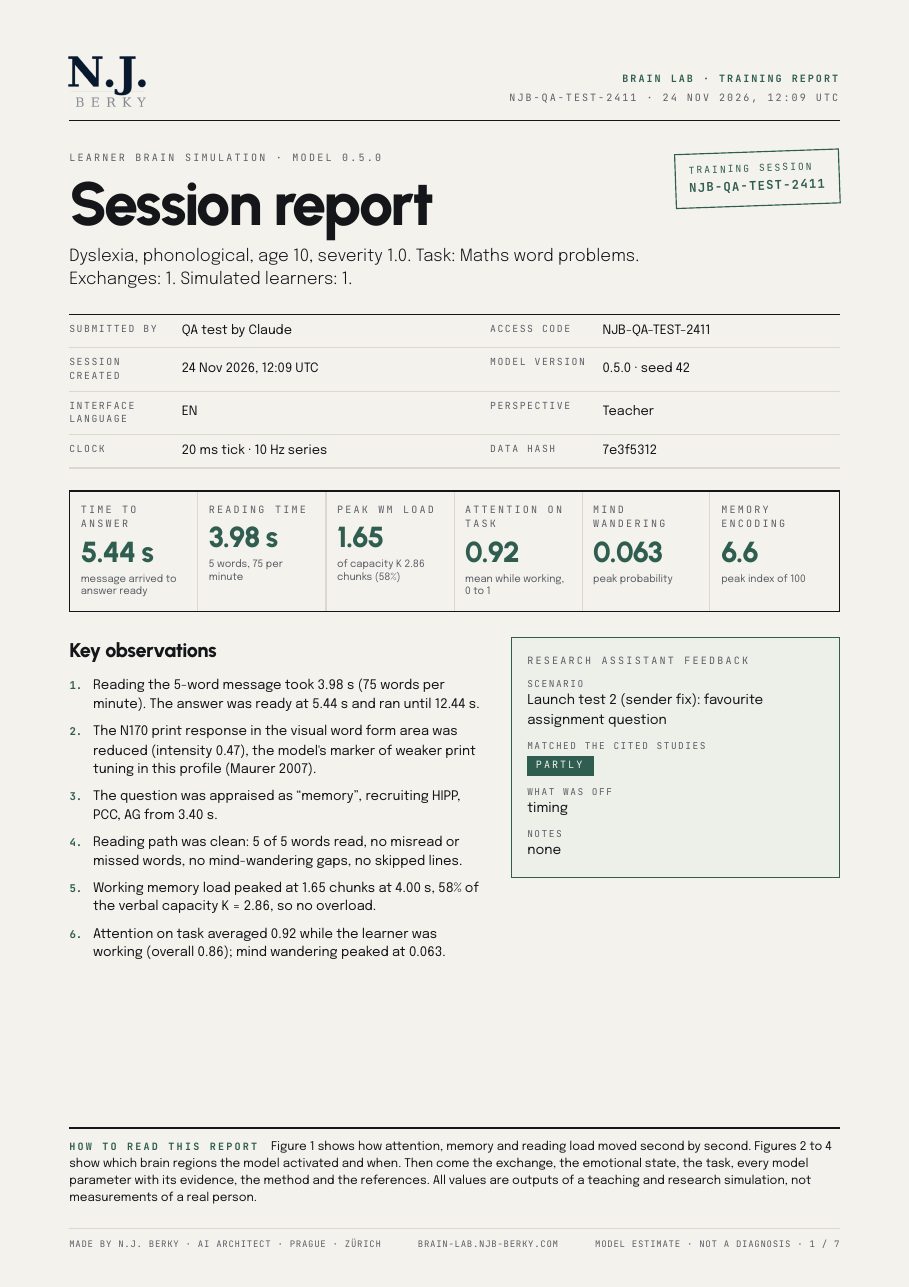 N.J.
BERKY
BRAIN LAB · TRAINING REPORT
NJB-QA-TEST-2411 · 24 NOV 2026, 12:09 UTC
LEARNER BRAIN SIMULATION · MODEL 0.5.0
Session report
TRAINING SESSION
NJB-QA-TEST-2411
Dyslexia, phonological, age 10, severity 1.0. Task: Maths word problems.
Exchanges: 1. Simulated learners: 1.
SUBMITTED BY QA test by Claude
ACCESS CODE NJB-QA-TEST-2411
SESSION
CREATED
24 Nov 2026, 12:09 UTC
MODEL VERSION 0.5.0 · seed 42
INTERFACE
LANGUAGE
EN
PERSPECTIVE Teacher
CLOCK 20 ms tick · 10 Hz series
DATA HASH 7e3f5312
TIME TO
ANSWER
5.44 s
message arrived to
answer ready
READING TIME
3.98 s
5 words, 75 per
minute
PEAK WM LOAD
1.65
of capacity K 2.86
chunks (58%)
ATTENTION ON
TASK
0.92
mean while working,
0 to 1
MIND
WANDERING
0.063
peak probability
MEMORY
ENCODING
6.6
peak index of 100
Key observations
1. Reading the 5-word message took 3.98 s (75 words per
minute). The answer was ready at 5.44 s and ran until 12.44 s.
2. The N170 print response in the visual word form area was
reduced (intensity 0.47), the model's marker of weaker print
tuning in this profile (Maurer 2007).
3. The question was appraised as “memory”, recruiting HIPP,
PCC, AG from 3.40 s.
4. Reading path was clean: 5 of 5 words read, no misread or
missed words, no mind-wandering gaps, no skipped lines.
5. Working memory load peaked at 1.65 chunks at 4.00 s, 58% of
the verbal capacity K = 2.86, so no overload.
6. Attention on task averaged 0.92 while the learner was
working (overall 0.86); mind wandering peaked at 0.063.
RESEARCH ASSISTANT FEEDBACK
SCENARIO
Launch test 2 (sender fix): favourite
assignment question
MATCHED THE CITED STUDIES
PARTLY
WHAT WAS OFF
timing
NOTES
none
HOW TO READ THIS REPORT Figure 1 shows how attention, memory and reading load moved second by second. Figures 2 to 4
show which brain regions the model activated and when. Then come the exchange, the emotional state, the task, every model
parameter with its evidence, the method and the references. All values are outputs of a teaching and research simulation, not
measurements of a real person.
MADE BY N.J. BERKY · AI ARCHITECT · PRAGUE · ZÜRICH
BRAIN-LAB.NJB-BERKY.COM
MODEL ESTIMATE · NOT A DIAGNOSIS · 1 / 7